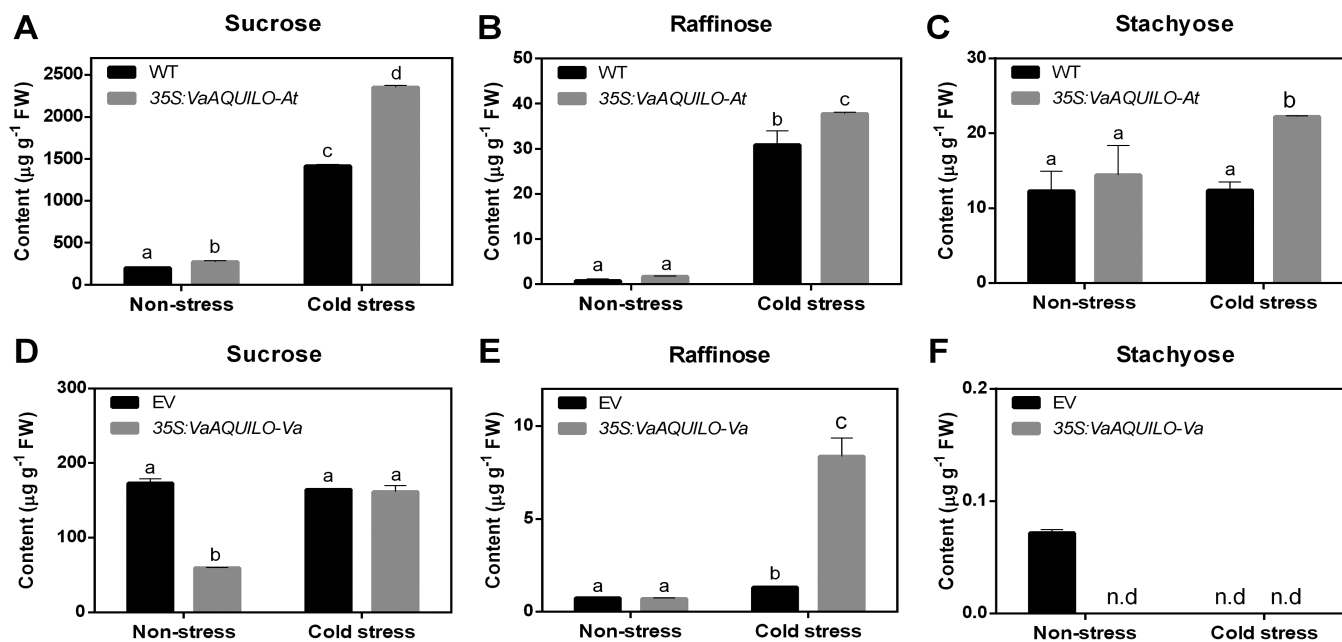 A
Sucrose
Content (μg g-1 FW)
2500
2000
1500
1000
500
0
WT
35S:VaAQUILO-At
a
b
c
d
Non-stress
Cold stress
B
Raffinose
Content (μg g-1 FW)
50
40
30
20
10
0
WT
35S:VaAQUILO-At
a
a
b
c
Non-stress
Cold stress
C
Stachyose
Content (μg g-1 FW)
30
20
10
0
WT
35S:VaAQUILO-At
a
a
a
b
Non-stress
Cold stress
D
Sucrose
Content (μg g-1 FW)
300
200
100
0
EV
35S:VaAQUILO-Va
a
b
a
a
Non-stress
Cold stress
E
Raffinose
Content (μg g-1 FW)
10
5
0
EV
35S:VaAQUILO-Va
a
a
b
c
Non-stress
Cold stress
F
Stachyose
Content (μg g-1 FW)
0.2
0.1
0.0
EV
35S:VaAQUILO-Va
n.d
n.d
n.d
Non-stress
Cold stress